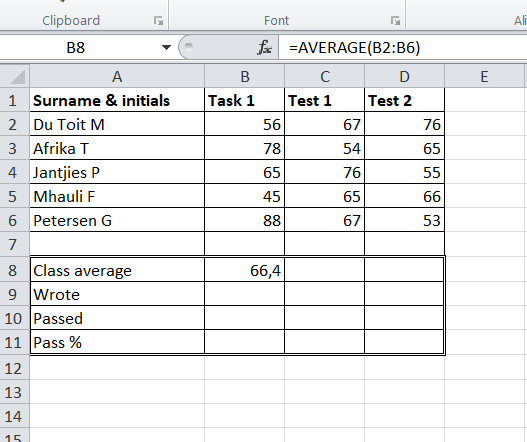 Clipboard Font Ali
B8 fx =AVERAGE(B2:B6)
A B C D E
1 Surname & initials Task 1 Test 1 Test 2
2 Du Toit M 56 67 76
3 Afrika T 78 54 65
4 Jantjies P 65 76 55
5 Mhauli F 45 65 66
6 Petersen G 88 67 53
7
8 Class average 66,4
9 Wrote
10 Passed
11 Pass %
12
13
14
15